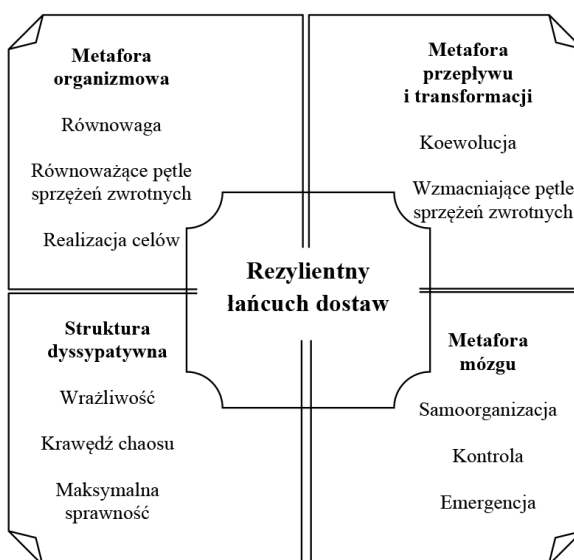 Metafora
organizmowa
Równowaga
Równoważące pętle
sprzężeń zwrotnych
Realizacja celów
Metafora
przepływu
i transformacji
Koewolucja
Wzmacniające pętle
sprzężeń zwrotnych
Rezylientny
łańcuch dostaw
Struktura
dyssypatywna
Wrażliwość
Krawędź chaosu
Maksymalna
sprawność
Metafora
mózgu
Samoorganizacja
Kontrola
Emergencja